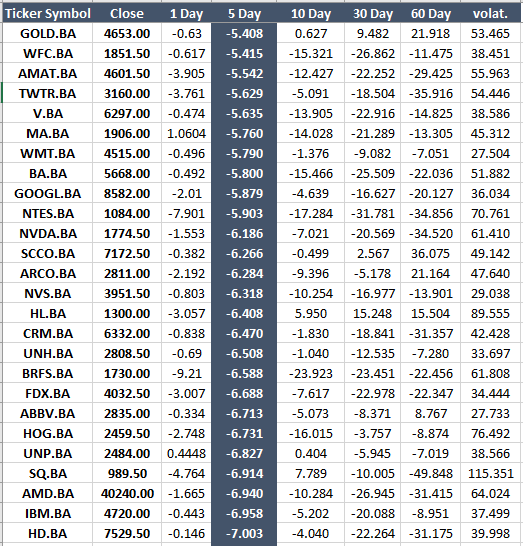 Ticker Symbol Close 1 Day 5 Day 10 Day 30 Day 60 Day volat.
GOLD.BA 4653.00 -0.63 -5.408 0.627 9.482 21.918 53.465
WFC.BA 1851.50 -0.617 -5.415 -15.321 -26.862 -11.475 38.451
AMAT.BA 4601.50 -3.905 -5.542 -12.427 -22.252 -29.425 55.963
TWTR.BA 3160.00 -3.761 -5.629 -5.091 -18.504 -35.916 54.446
V.BA 6297.00 -0.474 -5.635 -13.905 -22.916 -14.825 38.586
MA.BA 1906.00 1.0604 -5.760 -14.028 -21.289 -13.305 45.312
WMT.BA 4515.00 -0.496 -5.790 -1.376 -9.082 -7.051 27.504
BA.BA 5668.00 -0.492 -5.800 -15.466 -25.509 -22.036 51.882
GOOGL.BA 8582.00 -2.01 -5.879 -4.639 -16.627 -20.127 36.034
NTES.BA 1084.00 -7.901 -5.903 -17.284 -31.781 -34.856 70.761
NVDA.BA 1774.50 -1.553 -6.186 -7.021 -20.569 -34.520 61.410
SCCO.BA 7172.50 -0.382 -6.266 -0.499 2.567 36.075 49.142
ARCO.BA 2811.00 -2.192 -6.284 -9.396 -5.178 21.164 47.640
NVS.BA 3951.50 -0.803 -6.318 -10.254 -16.977 -13.901 29.038
HL.BA 1300.00 -3.057 -6.408 5.950 15.248 15.504 89.555
CRM.BA 6332.00 -0.838 -6.470 -1.830 -18.841 -31.357 42.428
UNH.BA 2808.50 -0.69 -6.508 -1.040 -12.535 -7.280 33.697
BRFS.BA 1730.00 -9.21 -6.588 -23.923 -23.451 -22.456 61.808
FDX.BA 4032.50 -3.007 -6.688 -7.617 -22.978 -22.347 34.444
ABBV.BA 2835.00 -0.334 -6.713 -5.073 -8.371 8.767 27.733
HOG.BA 2459.50 -2.748 -6.731 -16.015 -3.757 -8.874 76.492
UNP.BA 2484.00 0.4448 -6.827 0.404 -5.945 -7.019 38.566
SQ.BA 989.50 -4.764 -6.914 7.789 -10.005 -49.848 115.351
AMD.BA 40240.00 -1.665 -6.940 -10.284 -26.945 -31.415 64.024
IBM.BA 4720.00 -0.443 -6.958 -5.202 -20.088 -8.951 37.499
HD.BA 7529.50 -0.146 -7.003 -4.040 -22.264 -31.175 39.998